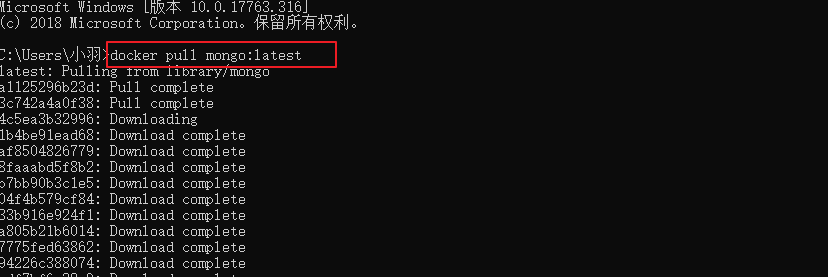 Microsoft Windows [版本 10.0.17763.316]
(c) 2018 Microsoft Corporation。保留所有权利。
C:\Users\小羽>docker pull mongo:latest
latest: Pulling from library/mongo
a1125296b23d: Pull complete
3c742a4a0f38: Pull complete
4c5ea3b32996: Downloading
1b4be91ead68: Download complete
af8504826779: Download complete
8faaabd5f8b2: Download complete
b7bb90b3c1e5: Download complete
04f4b579cf84: Download complete
33b916e924f1: Download complete
a805b21b6014: Download complete
7775fed63862: Download complete
94226c388074: Download complete